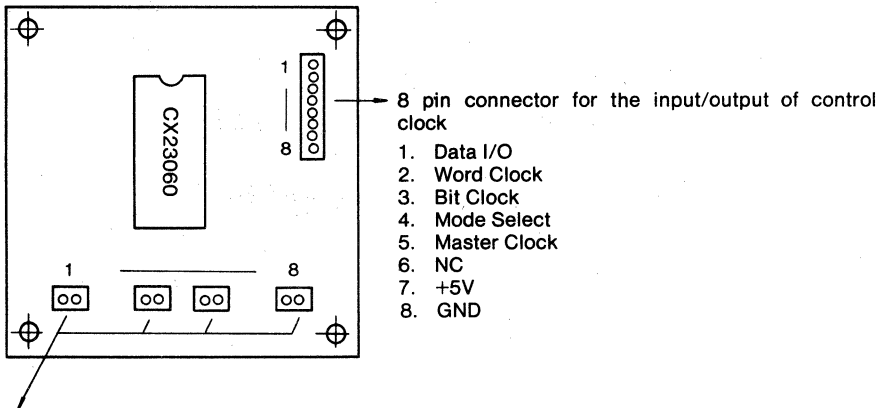 1
8
CX23060
1
8
8 pin connector for the input/output of control
clock
1. Data I/O
2. Word Clock
3. Bit Clock
4. Mode Select
5. Master Clock
6. NC
7. +5V
8. GND